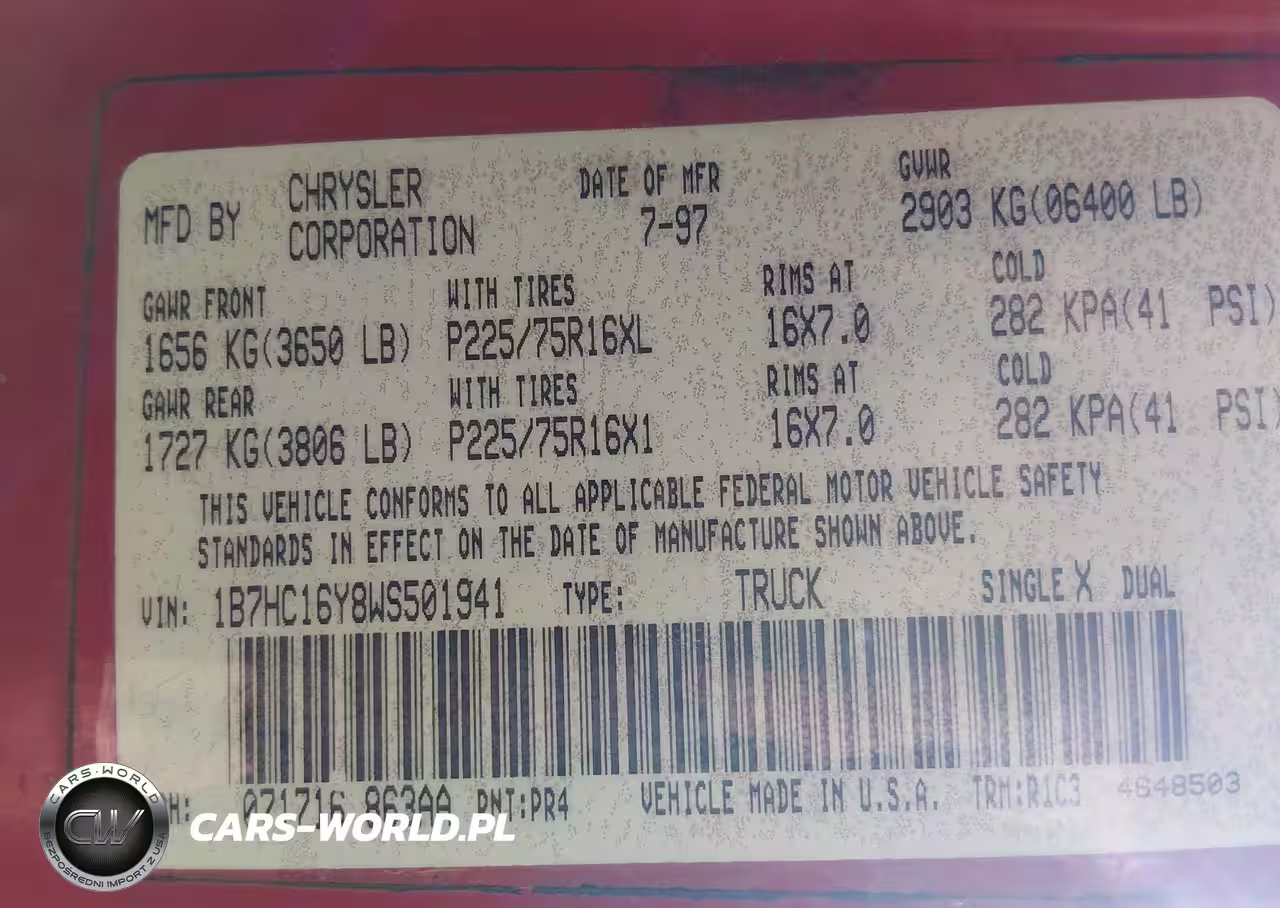 MFD BY CHRYSLER CORPORATION DATE OF MFR 7-97 GVWR 2903 KG(06400 LB)
GAWR FRONT WITH TIRES RIMS AT COLD
1656 KG(3650 LB) P225/75R16XL 16X7.0 282 KPA(41 PSI)
GAWR REAR WITH TIRES RIMS AT COLD
1727 KG(3806 LB) P225/75R16X1 16X7.0 282 KPA(41 PSI)
THIS VEHICLE CONFORMS TO ALL APPLICABLE FEDERAL MOTOR VEHICLE SAFETY
STANDARDS IN EFFECT ON THE DATE OF MANUFACTURE SHOWN ABOVE.
VIN: 1B7HC16Y8WS501941 TYPE: TRUCK SINGLE X DUAL
H: 071716 863AA PNT:PR4 VEHICLE MADE IN U.S.A. TRM:R1C3 4648503
CARS-WORLD
CW
BEZPOŚREDNI IMPORT Z USA
CARS-WORLD.PL